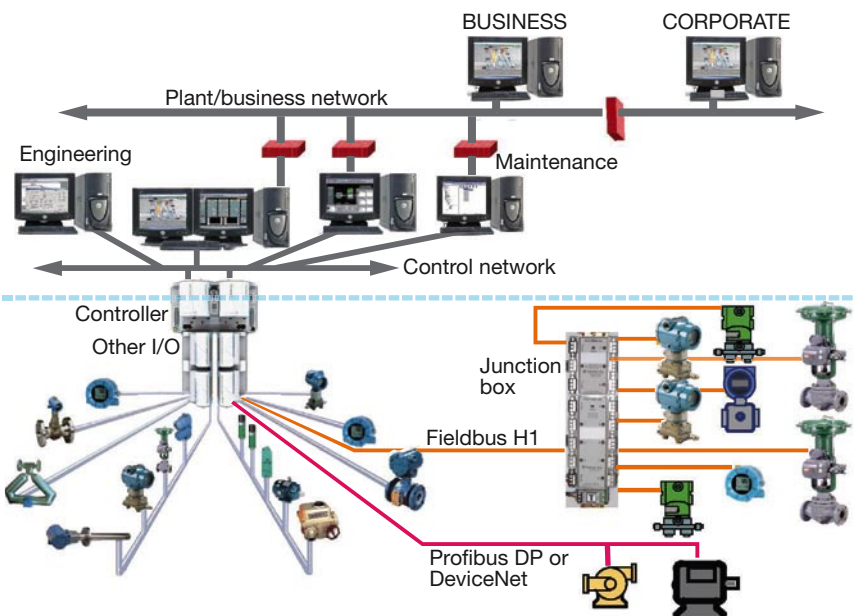 BUSINESS
CORPORATE
Plant/business network
Engineering
Maintenance
Control network
Controller
Other I/O
Junction
box
Fieldbus H1
Profibus DP or
DeviceNet